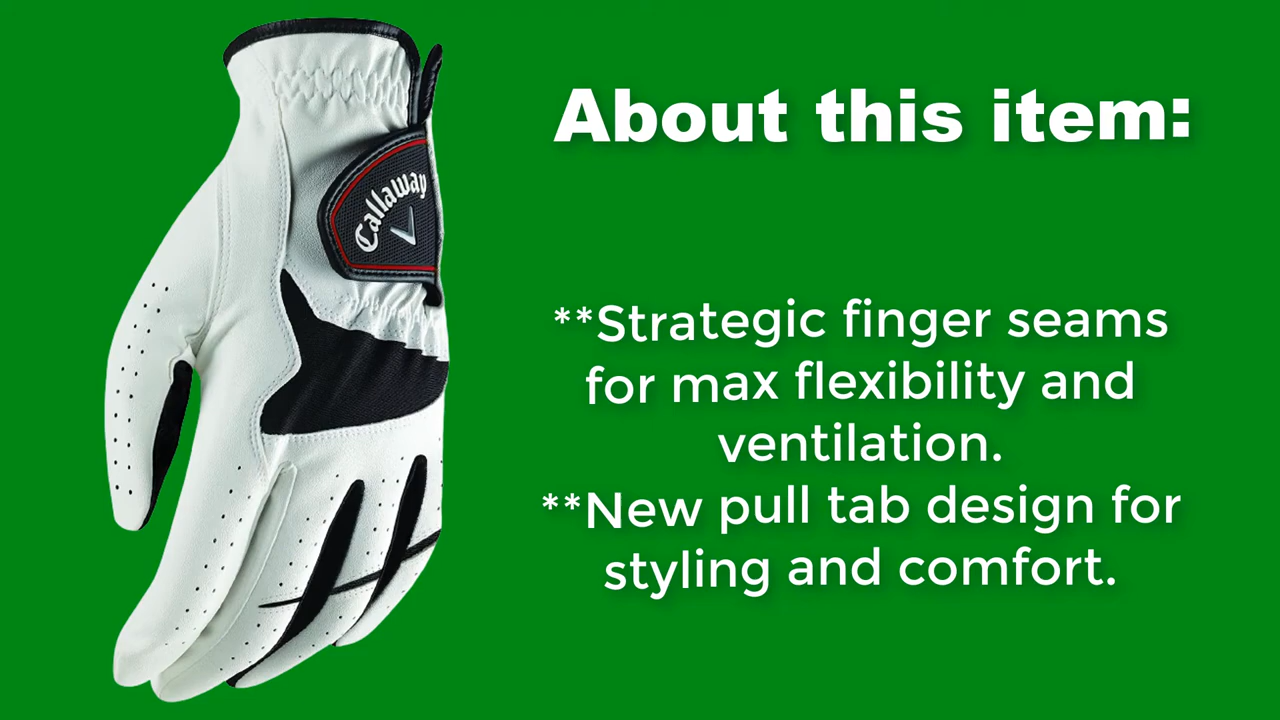 Callaway
About this item:
**Strategic finger seams
for max flexibility and
ventilation.
**New pull tab design for
styling and comfort.